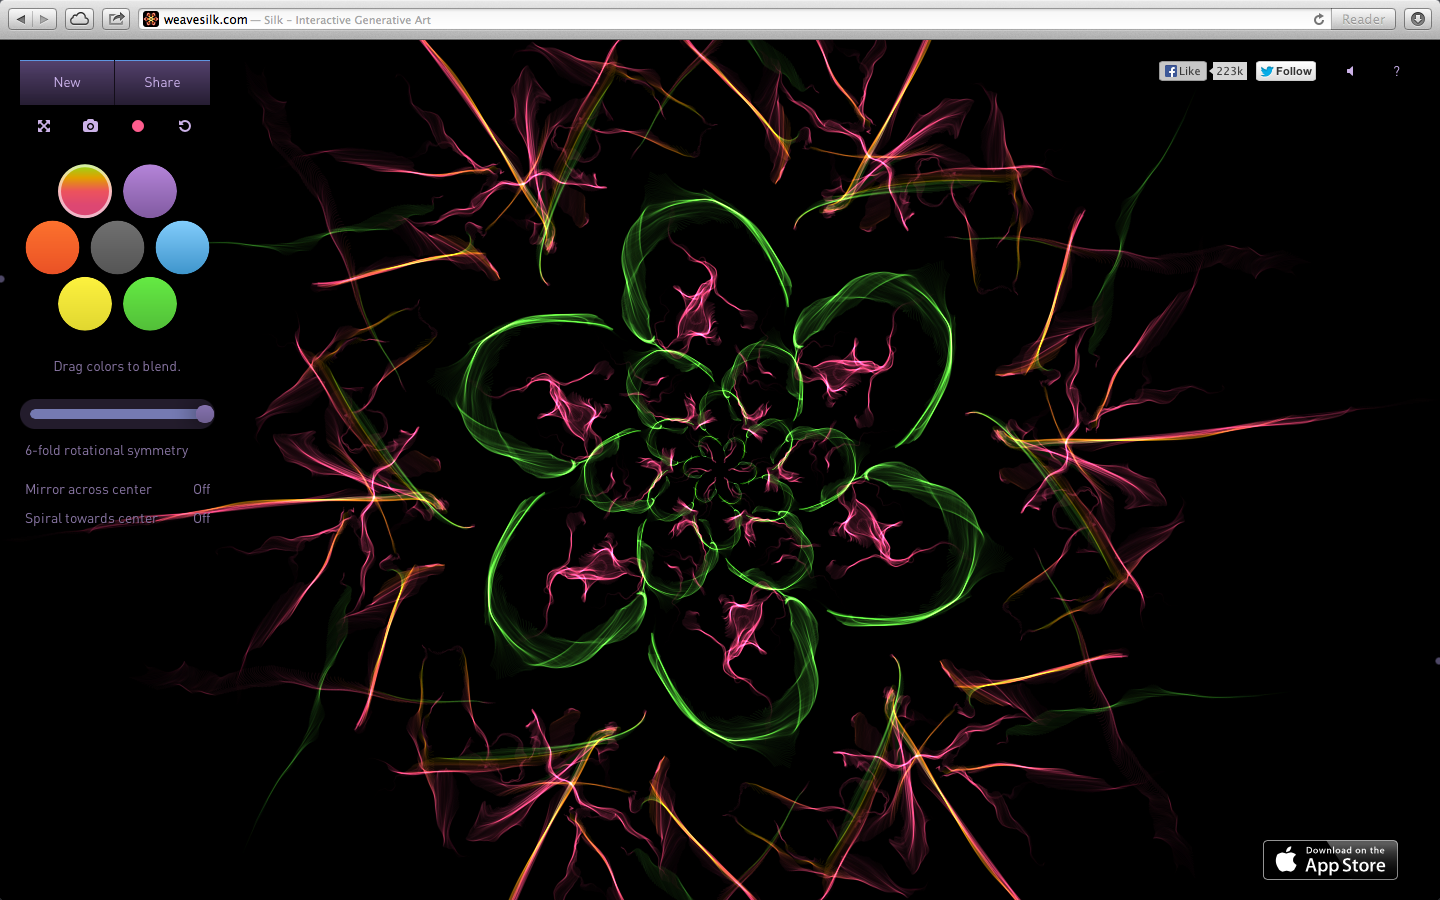 weavesilk.com — Silk – Interactive Generative Art
Reader
New
Share
Like
223k
Follow
?
Drag colors to blend.
6-fold rotational symmetry
Mirror across center Off
Spiral towards center Off
Download on the
App Store